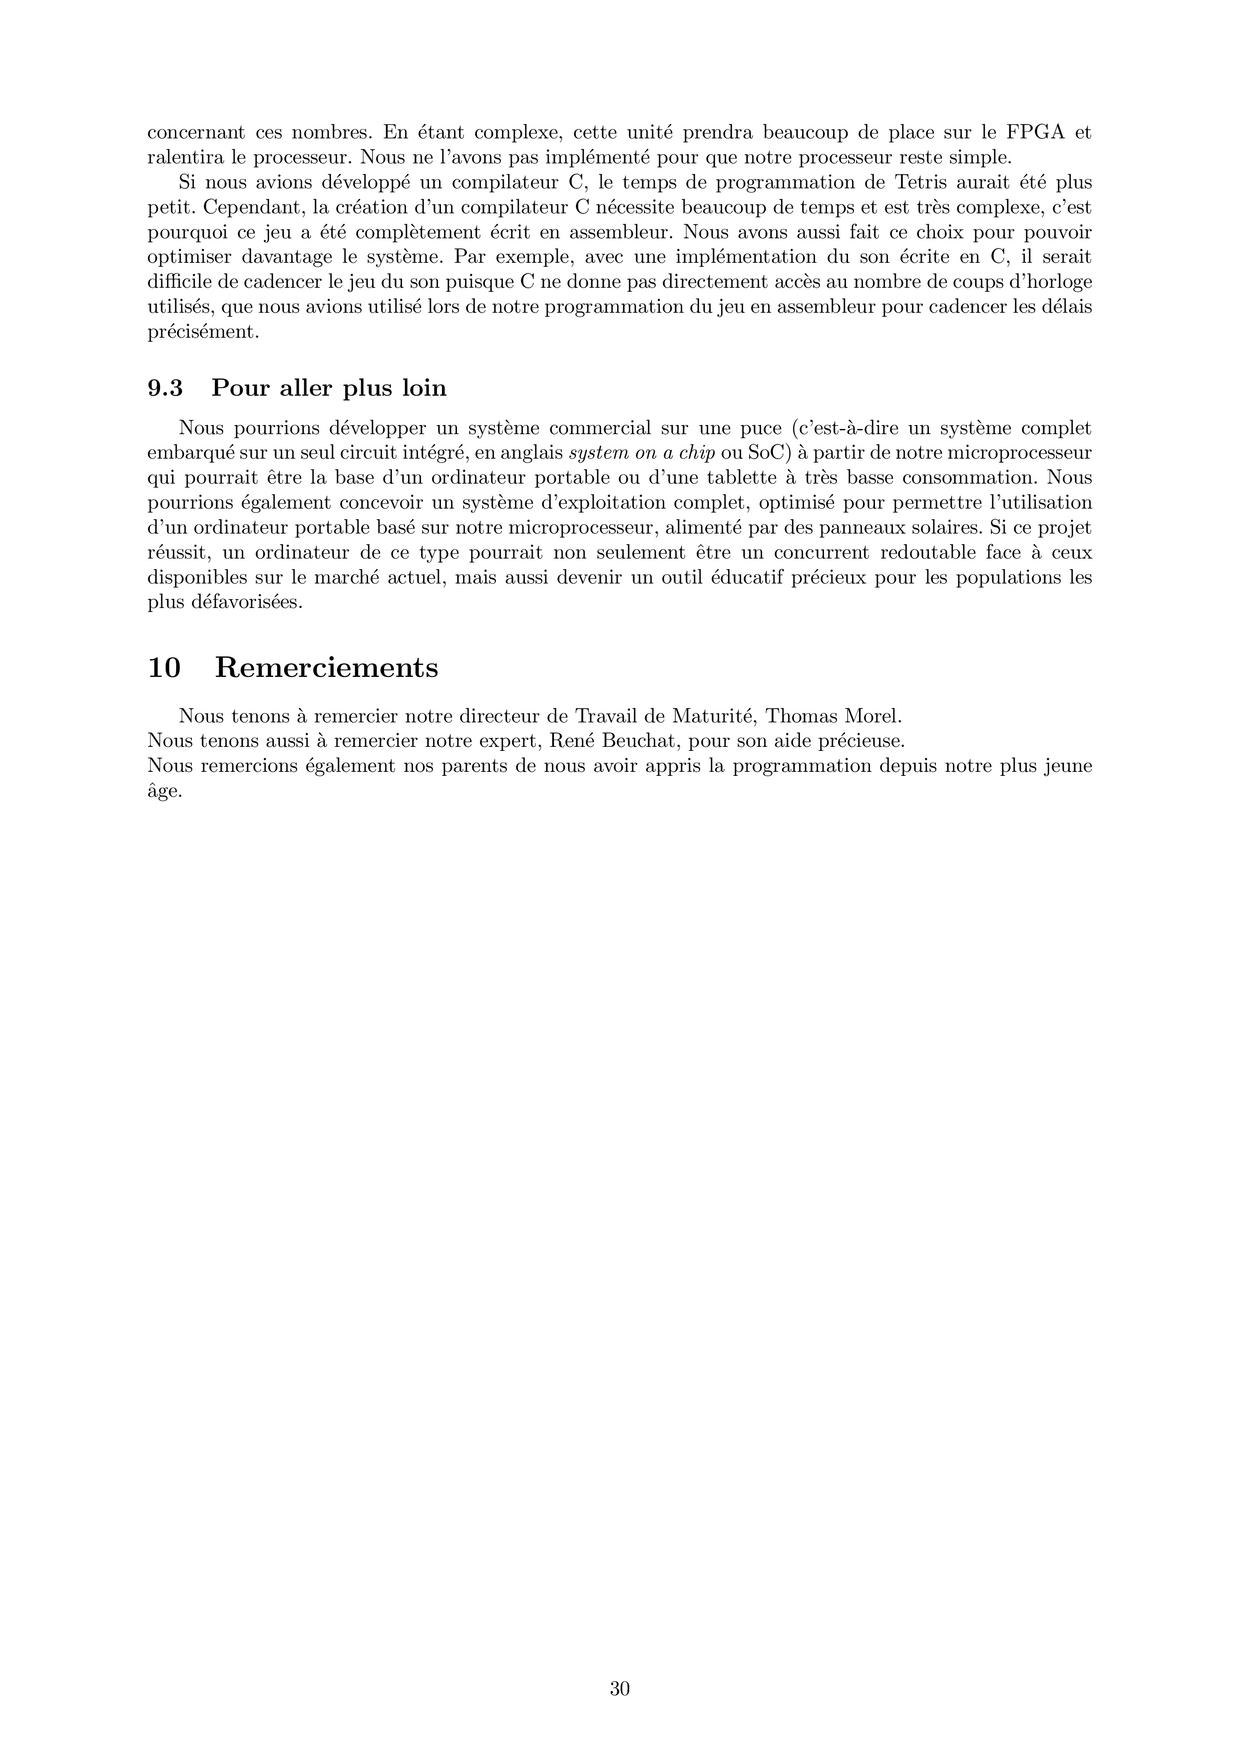 concernant ces nombres. En étant complexe, cette unité prendra beaucoup de place sur le FPGA et
ralentira le processeur. Nous ne l'avons pas implémenté pour que notre processeur reste simple.
Si nous avions développé un compilateur C, le temps de programmation de Tetris aurait été plus
petit. Cependant, la création d'un compilateur C nécessite beaucoup de temps et est très complexe, c'est
pourquoi ce jeu a été complètement écrit en assembleur. Nous avons aussi fait ce choix pour pouvoir
optimiser davantage le système. Par exemple, avec une implémentation du son écrite en C, il serait
difficile de cadencer le jeu du son puisque C ne donne pas directement accès au nombre de coups d'horloge
utilisés, que nous avions utilisé lors de notre programmation du jeu en assembleur pour cadencer les délais
précisément.
9.3 Pour aller plus loin
Nous pourrions développer un système commercial sur une puce (c'est-à-dire un système complet
embarqué sur un seul circuit intégré, en anglais system on a chip ou SoC) à partir de notre microprocesseur
qui pourrait être la base d'un ordinateur portable ou d'une tablette à très basse consommation. Nous
pourrions également concevoir un système d'exploitation complet, optimisé pour permettre l'utilisation
d'un ordinateur portable basé sur notre microprocesseur, alimenté par des panneaux solaires. Si ce projet
réussit, un ordinateur de ce type pourrait non seulement être un concurrent redoutable face à ceux
disponibles sur le marché actuel, mais aussi devenir un outil éducatif précieux pour les populations les
plus défavorisées.
10 Remerciements
Nous tenons à remercier notre directeur de Travail de Maturité, Thomas Morel.
Nous tenons aussi à remercier notre expert, René Beuchat, pour son aide précieuse.
Nous remercions également nos parents de nous avoir appris la programmation depuis notre plus jeune
âge.
30